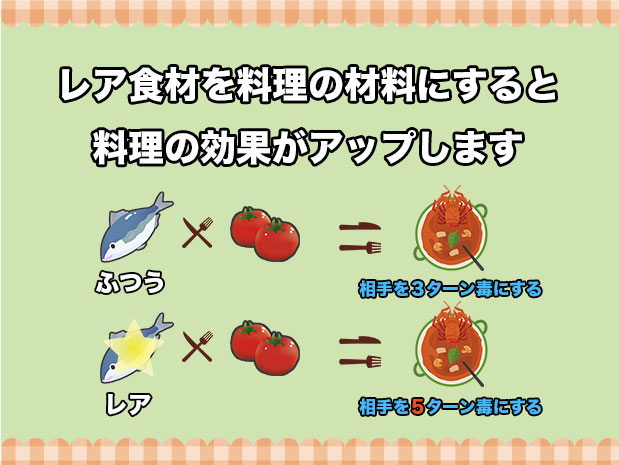 レア食材を料理の材料にすると
料理の効果がアップします
ふつう
相手を3ターン毒にする
レア
相手を5ターン毒にする